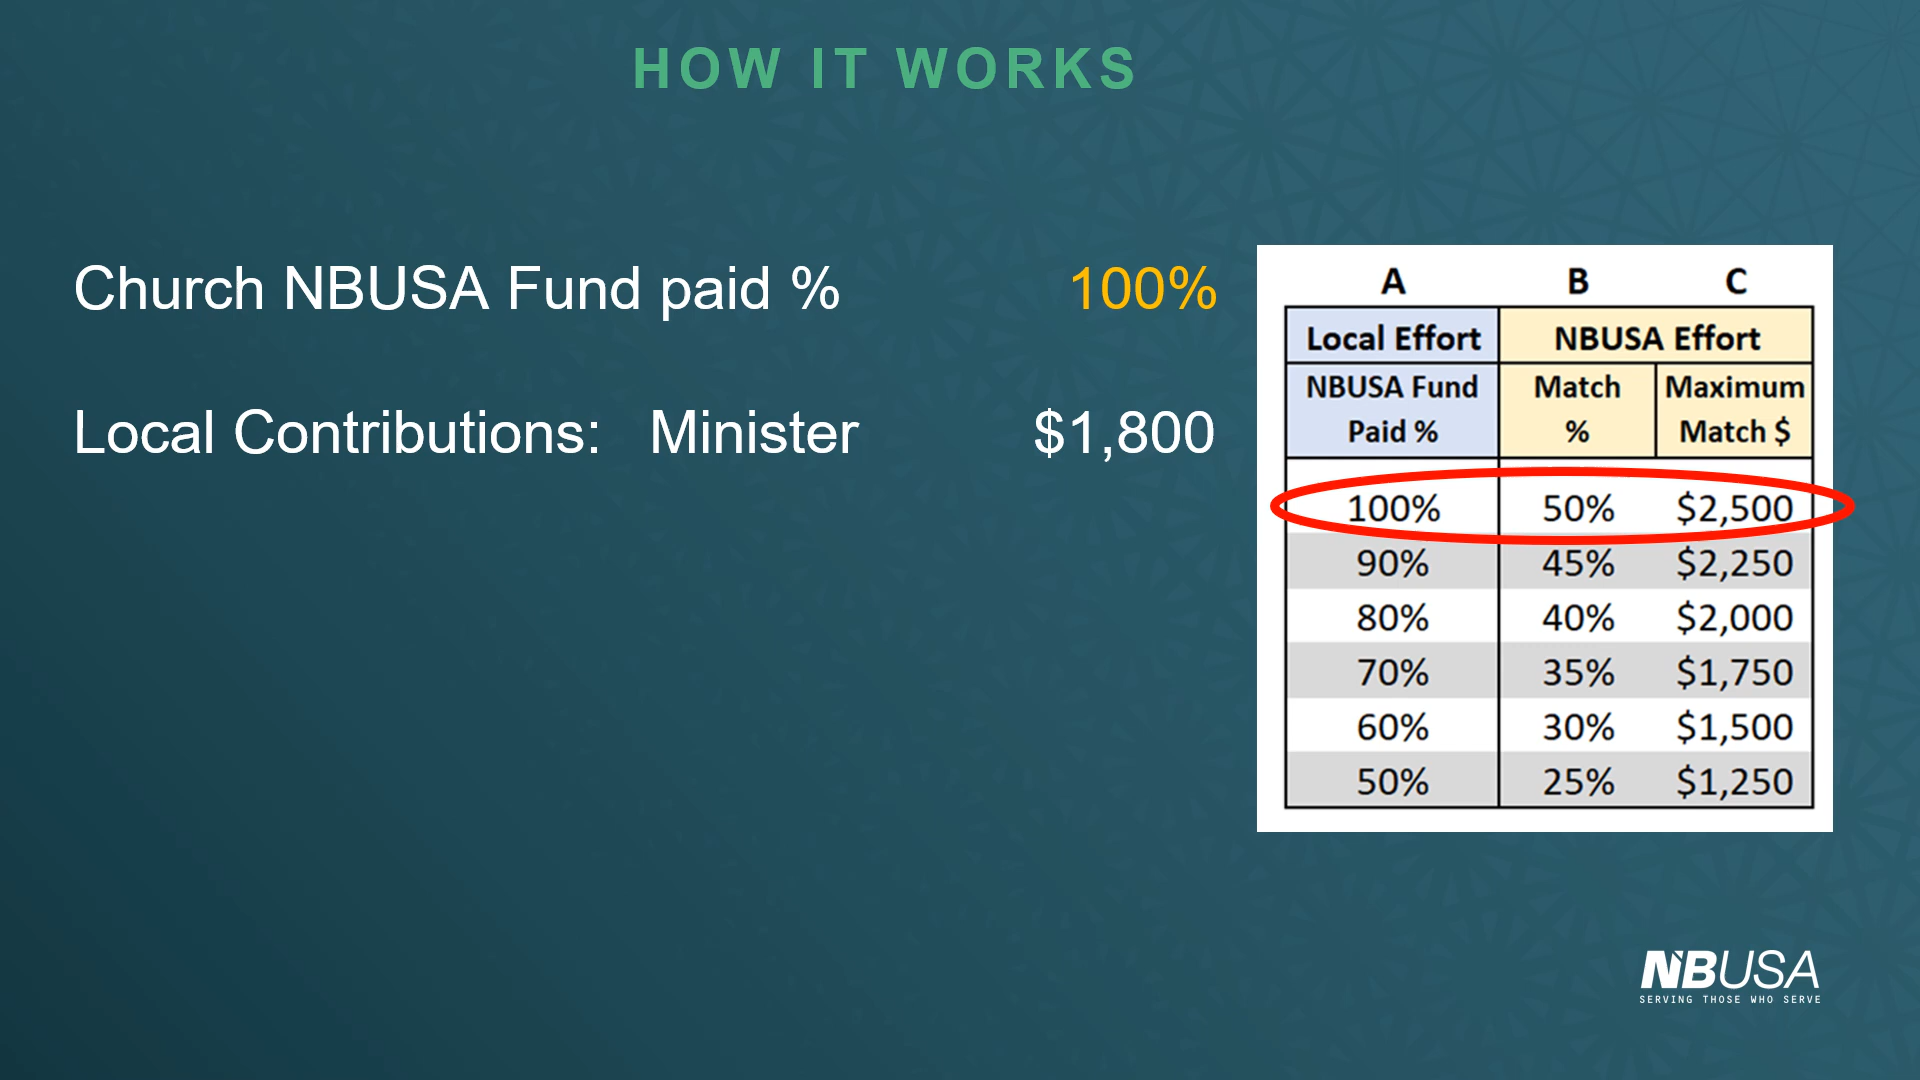 HOW IT WORKS
Church NBUSA Fund paid % 100%
Local Contributions: Minister $1,800
A B C
Local Effort NBUSA Effort
NBUSA Fund Paid % Match % Maximum Match $
100% 50% $2,500
90% 45% $2,250
80% 40% $2,000
70% 35% $1,750
60% 30% $1,500
50% 25% $1,250
NBUSA
SERVING THOSE WHO SERVE